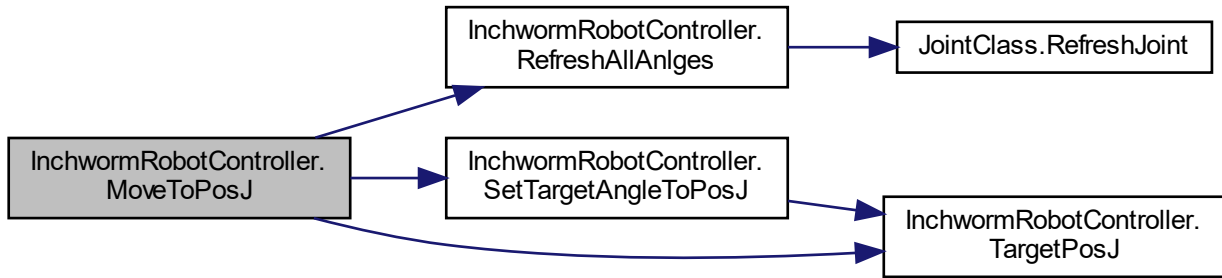 InchwormRobotController.
MoveToPosJ
InchwormRobotController.
RefreshAllAnlges
JointClass.RefreshJoint
InchwormRobotController.
SetTargetAngleToPosJ
InchwormRobotController.
TargetPosJ